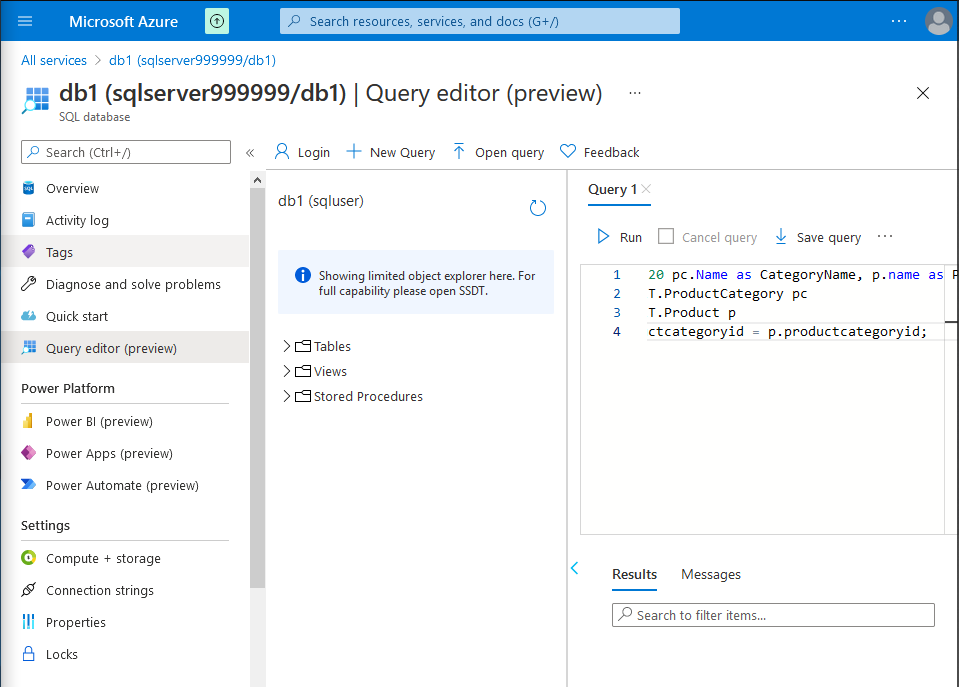 Microsoft Azure
Search resources, services, and docs (G+/)
All services > db1 (sqlserver999999/db1)
db1 (sqlserver999999/db1) | Query editor (preview) ...
SQL database
Search (Ctrl+/)
«
Login
New Query
Open query
Feedback
Overview
Activity log
Tags
Diagnose and solve problems
Quick start
Query editor (preview)
Power Platform
Power BI (preview)
Power Apps (preview)
Power Automate (preview)
Settings
Compute + storage
Connection strings
Properties
Locks
db1 (sqluser)
Showing limited object explorer here. For
full capability please open SSDT.
Tables
Views
Stored Procedures
Query 1
Run
Cancel query
Save query
...
1 20 pc.Name as CategoryName, p.name as P
2 T.ProductCategory pc
3 T.Product p
4 ctcategoryid = p.productcategoryid;
Results
Messages
Search to filter items...